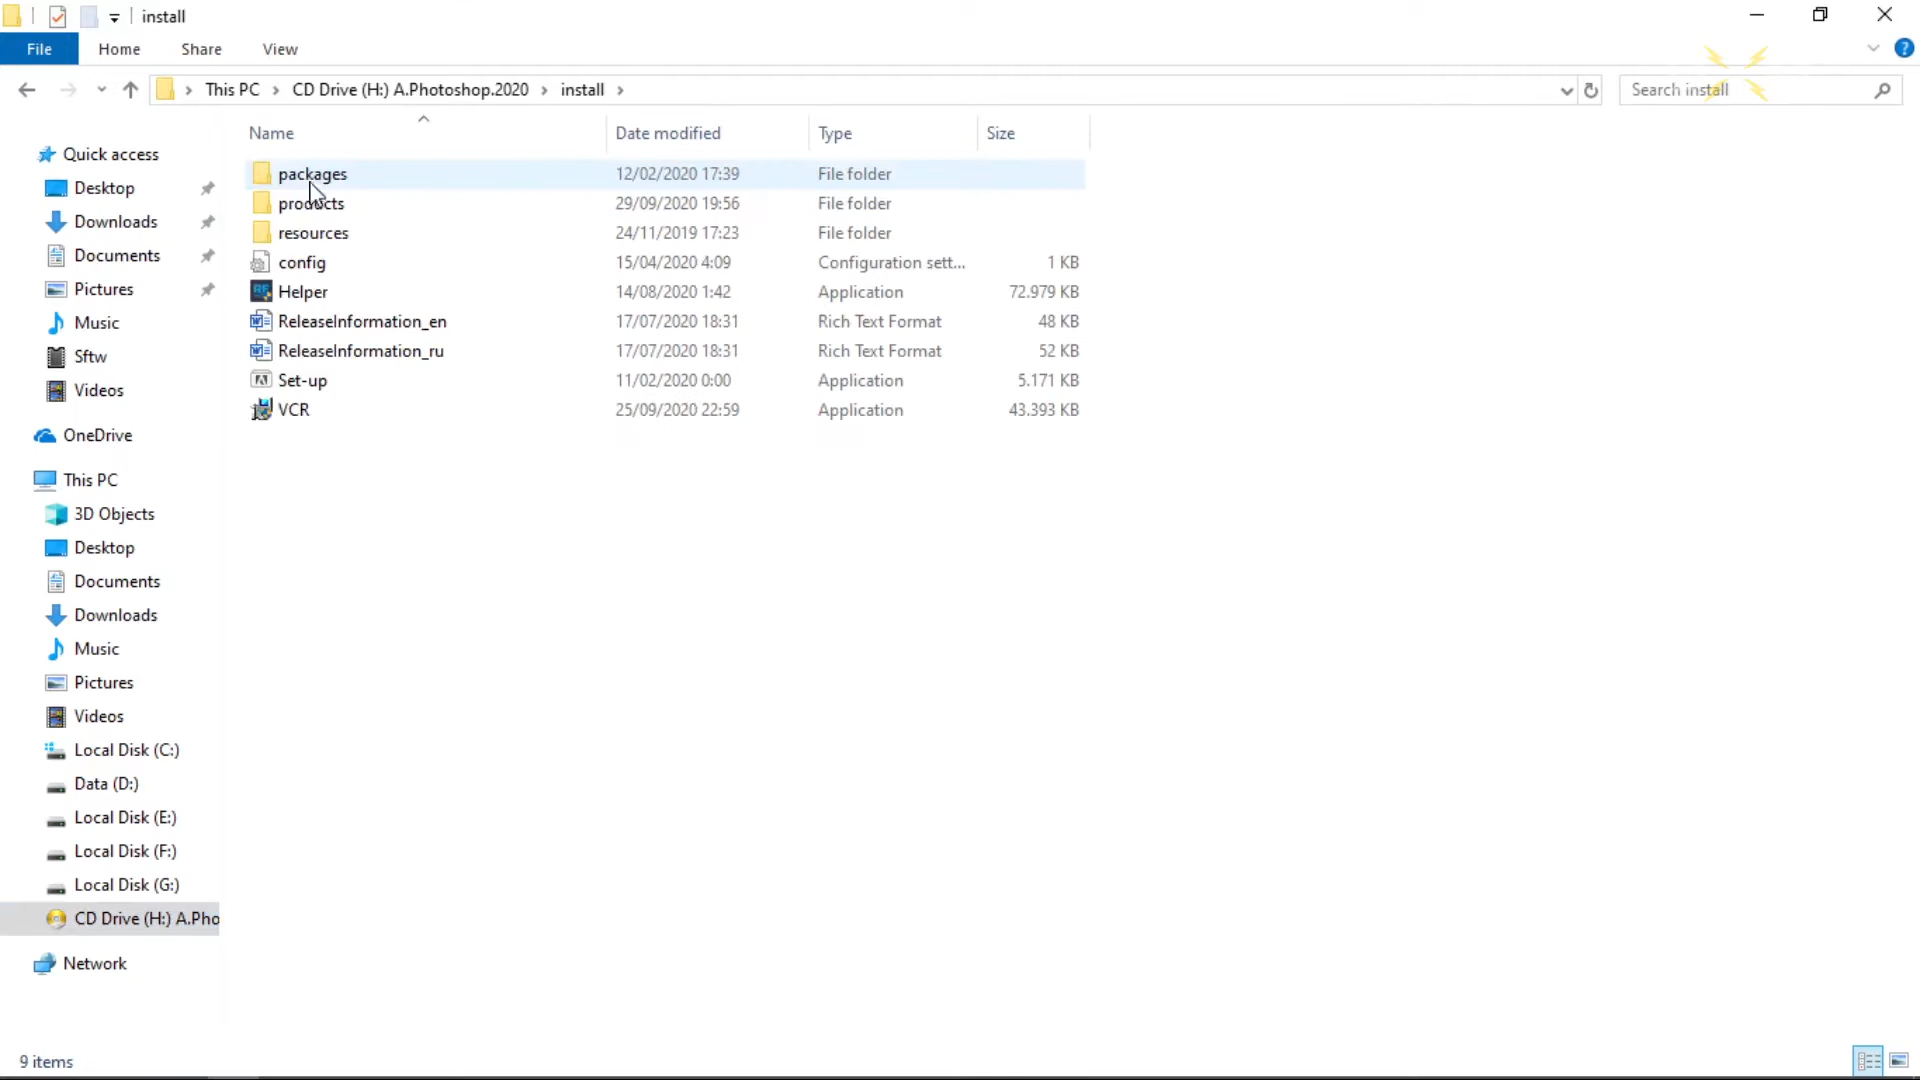 install
File Home Share View
This PC CD Drive (H:) A.Photoshop.2020 install
Search install
Name Date modified Type Size
packages 12/02/2020 17:39 File folder
products 29/09/2020 19:56 File folder
resources 24/11/2019 17:23 File folder
config 15/04/2020 4:09 Configuration sett... 1 KB
Helper 14/08/2020 1:42 Application 72.979 KB
ReleaseInformation_en 17/07/2020 18:31 Rich Text Format 48 KB
ReleaseInformation_ru 17/07/2020 18:31 Rich Text Format 52 KB
Set-up 11/02/2020 0:00 Application 5.171 KB
VCR 25/09/2020 22:59 Application 43.393 KB
Quick access
Desktop
Downloads
Documents
Pictures
Music
Sftw
Videos
OneDrive
This PC
3D Objects
Desktop
Documents
Downloads
Music
Pictures
Videos
Local Disk (C:)
Data (D:)
Local Disk (E:)
Local Disk (F:)
Local Disk (G:)
CD Drive (H:) A.Pho
Network
9 items